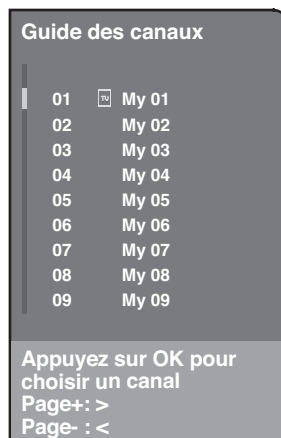 Guide des canaux
01 TU My 01
02 My 02
03 My 03
04 My 04
05 My 05
06 My 06
07 My 07
08 My 08
09 My 09
Appuyez sur OK pour
choisir un canal
Page+: >
Page- : <